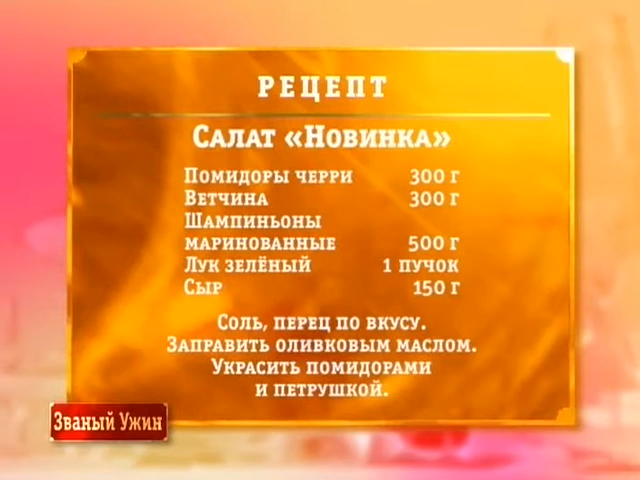 РЕЦЕПТ
САЛАТ «НОВИНКА»
ПОМИДОРЫ ЧЕРРИ 300 Г
ВЕТЧИНА 300 Г
ШАМПИНЬОНЫ
МАРИНОВАННЫЕ 500 Г
ЛУК ЗЕЛЁНЫЙ 1 ПУЧОК
СЫР 150 Г
СОЛЬ, ПЕРЕЦ ПО ВКУСУ.
ЗАПРАВИТЬ ОЛИВКОВЫМ МАСЛОМ.
УКРАСИТЬ ПОМИДОРАМИ
И ПЕТРУШКОЙ.
Званый Ужин